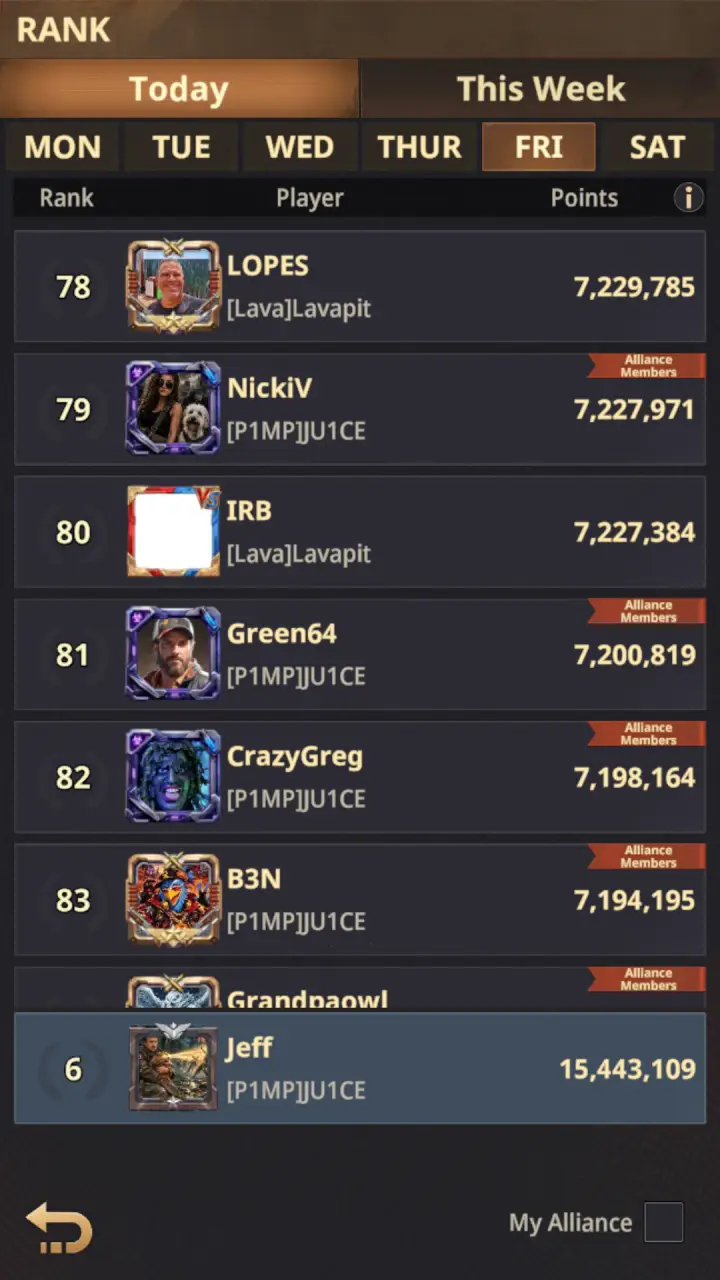 RANK
Today
This Week
MON TUE WED THUR FRI SAT
Rank Player Points i
78 LOPES 7,229,785
[Lava]Lavapit
Alliance Members
79 NickiV 7,227,971
[P1MP]JU1CE
VS
80 IRB 7,227,384
[Lava]Lavapit
Alliance Members
81 Green64 7,200,819
[P1MP]JU1CE
Alliance Members
82 CrazyGreg 7,198,164
[P1MP]JU1CE
Alliance Members
83 B3N 7,194,195
[P1MP]JU1CE
Alliance Members
Grandpaowl
6 Jeff 15,443,109
[P1MP]JU1CE
My Alliance